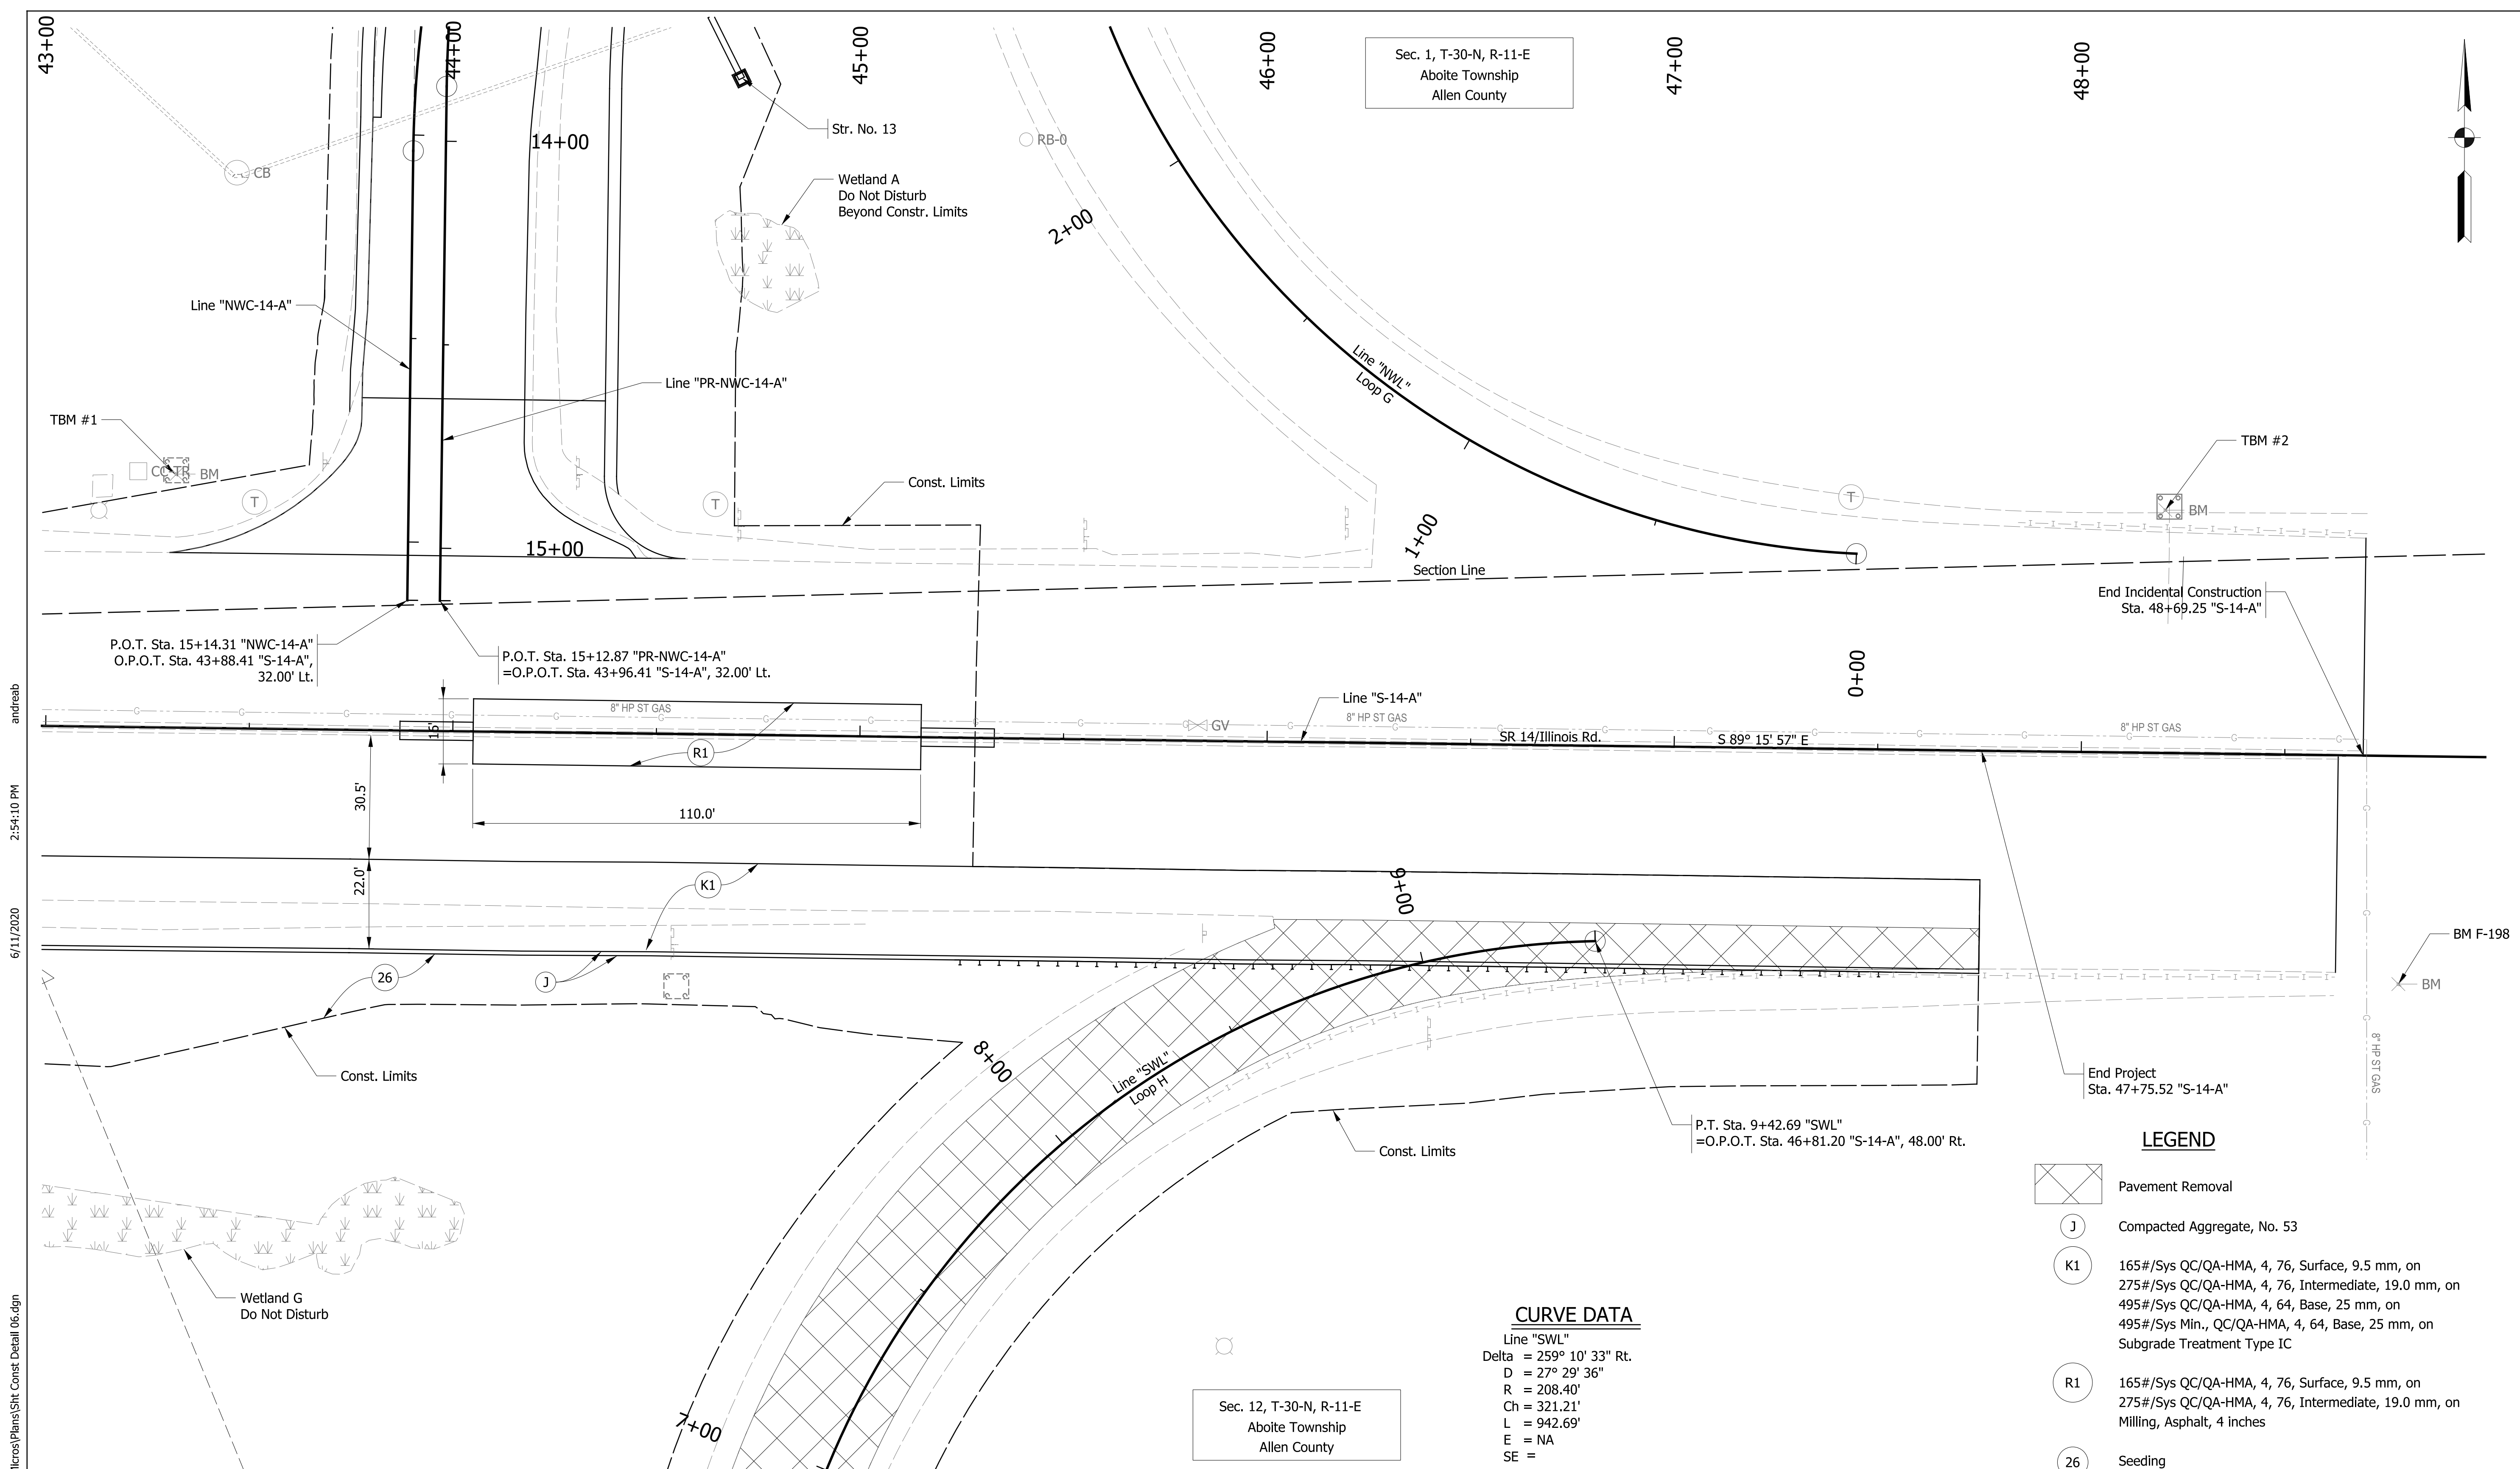 43+00
44+00
45+00
46+00
47+00
48+00
Sec. 1, T-30-N, R-11-E
Aboite Township
Allen County
Str. No. 13
14+00
RB-0
CB
Wetland A
Do Not Disturb
Beyond Constr. Limits
2+00
Line "NWC-14-A"
Line "PR-NWC-14-A"
Line "NWL"
Loop G
TBM #1
BM
T
T
T
TBM #2
BM
Const. Limits
15+00
1+00
Section Line
End Incidental Construction
Sta. 48+69.25 "S-14-A"
P.O.T. Sta. 15+14.31 "NWC-14-A"
O.P.O.T. Sta. 43+88.41 "S-14-A",
32.00' Lt.
P.O.T. Sta. 15+12.87 "PR-NWC-14-A"
=O.P.O.T. Sta. 43+96.41 "S-14-A", 32.00' Lt.
0+00
Line "S-14-A"
8" HP ST GAS
8" HP ST GAS
8" HP ST GAS
GV
16'
R1
SR 14/Illinois Rd.
S 89° 15' 57" E
30.5'
110.0'
22.0'
K1
9+00
26
J
BM F-198
BM
8" HP ST GAS
Const. Limits
8+00
Line "SWL"
Loop H
End Project
Sta. 47+75.52 "S-14-A"
P.T. Sta. 9+42.69 "SWL"
=O.P.O.T. Sta. 46+81.20 "S-14-A", 48.00' Rt.
Const. Limits
Wetland G
Do Not Disturb
7+00
CURVE DATA
Line "SWL"
Delta = 259° 10' 33" Rt.
D = 27° 29' 36"
R = 208.40'
Ch = 321.21'
L = 942.69'
E = NA
SE =
Sec. 12, T-30-N, R-11-E
Aboite Township
Allen County
LEGEND
Pavement Removal
J Compacted Aggregate, No. 53
K1 165#/Sys QC/QA-HMA, 4, 76, Surface, 9.5 mm, on
275#/Sys QC/QA-HMA, 4, 76, Intermediate, 19.0 mm, on
495#/Sys QC/QA-HMA, 4, 64, Base, 25 mm, on
495#/Sys Min., QC/QA-HMA, 4, 64, Base, 25 mm, on
Subgrade Treatment Type IC
R1 165#/Sys QC/QA-HMA, 4, 76, Surface, 9.5 mm, on
275#/Sys QC/QA-HMA, 4, 76, Intermediate, 19.0 mm, on
Milling, Asphalt, 4 inches
26 Seeding
andreab
2:54:10 PM
6/11/2020
Plans\Sht Const Detail 06.dgn